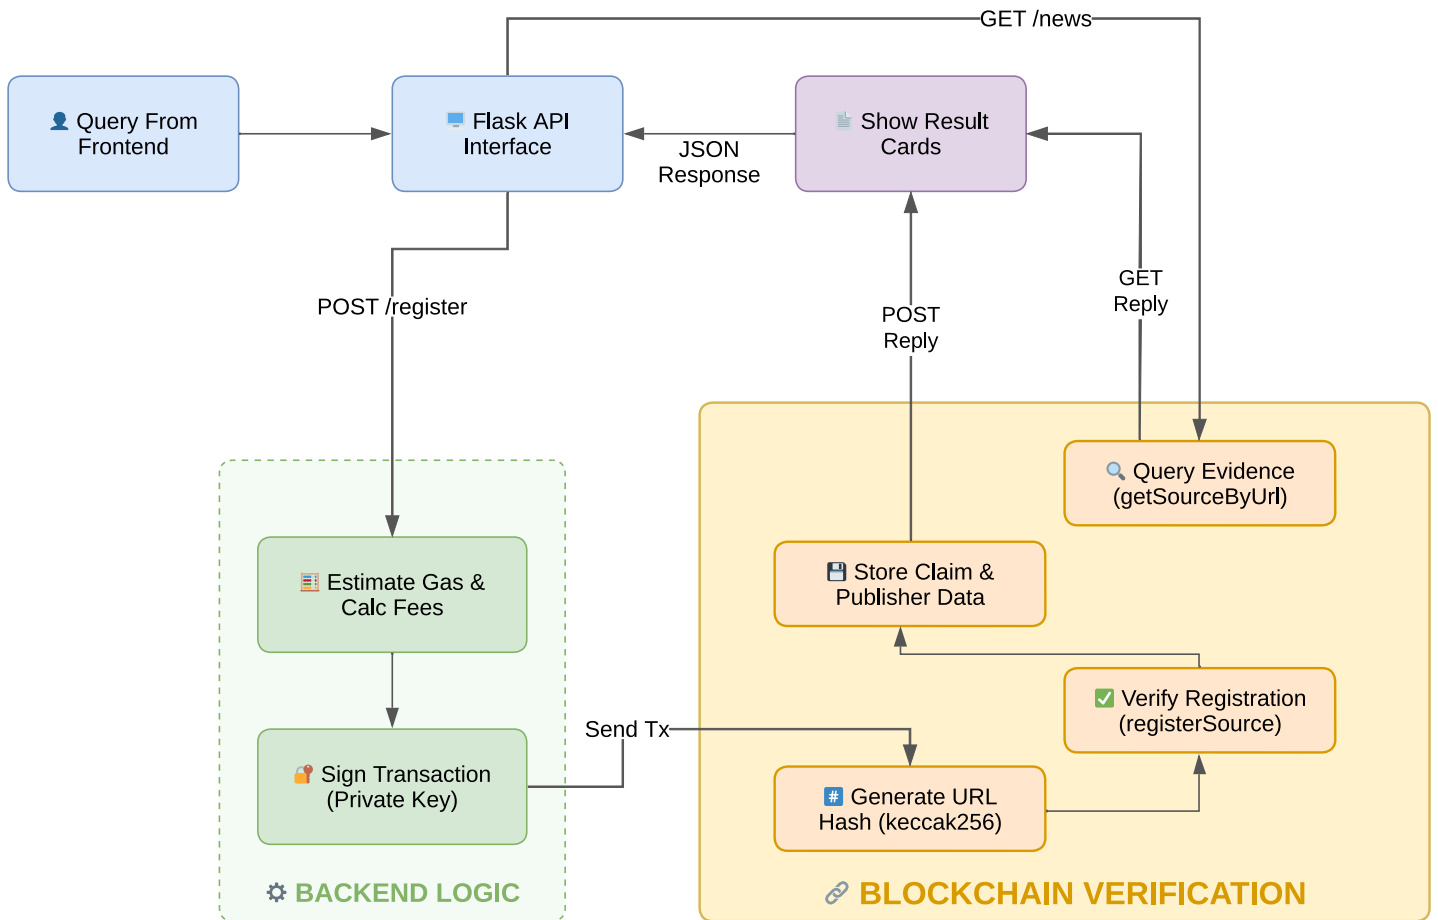 GET /news
Query From
Frontend
Flask API
Interface
JSON
Response
Show Result
Cards
POST /register
POST
Reply
GET
Reply
Query Evidence
(getSourceByUrl)
Estimate Gas &
Calc Fees
Store Claim &
Publisher Data
Verify Registration
(registerSource)
Send Tx
Sign Transaction
(Private Key)
# Generate URL
Hash (keccak256)
BACKEND LOGIC
BLOCKCHAIN VERIFICATION